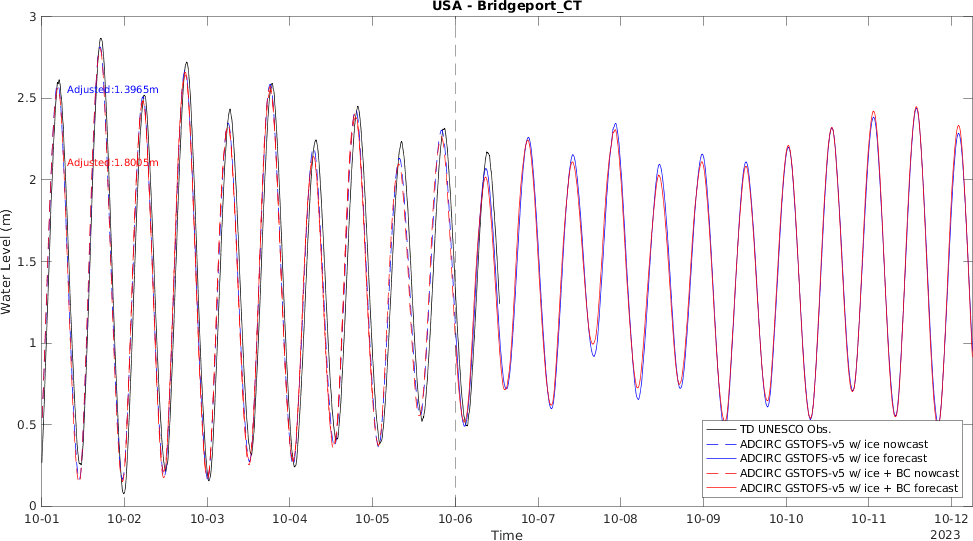 USA - Bridgeport_CT
3
2.5
2
1.5
1
0.5
0
Water Level (m)
Adjusted:1.3965m
Adjusted:1.8005m
TD UNESCO Obs.
ADCIRC GSTOFS-v5 w/ ice nowcast
ADCIRC GSTOFS-v5 w/ ice forecast
ADCIRC GSTOFS-v5 w/ ice + BC nowcast
ADCIRC GSTOFS-v5 w/ ice + BC forecast
10-01 10-02 10-03 10-04 10-05 10-06 10-07 10-08 10-09 10-10 10-11 10-12
2023
Time